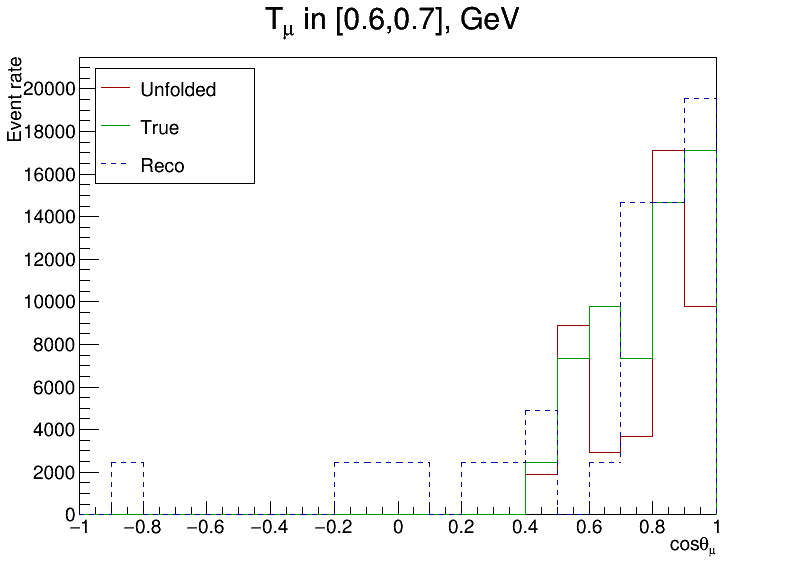 T_μ in [0.6,0.7], GeV
Event rate
20000
18000
16000
14000
12000
10000
8000
6000
4000
2000
0
Unfolded
True
Reco
−1 −0.8 −0.6 −0.4 −0.2 0 0.2 0.4 0.6 0.8 1
cosθ_μ